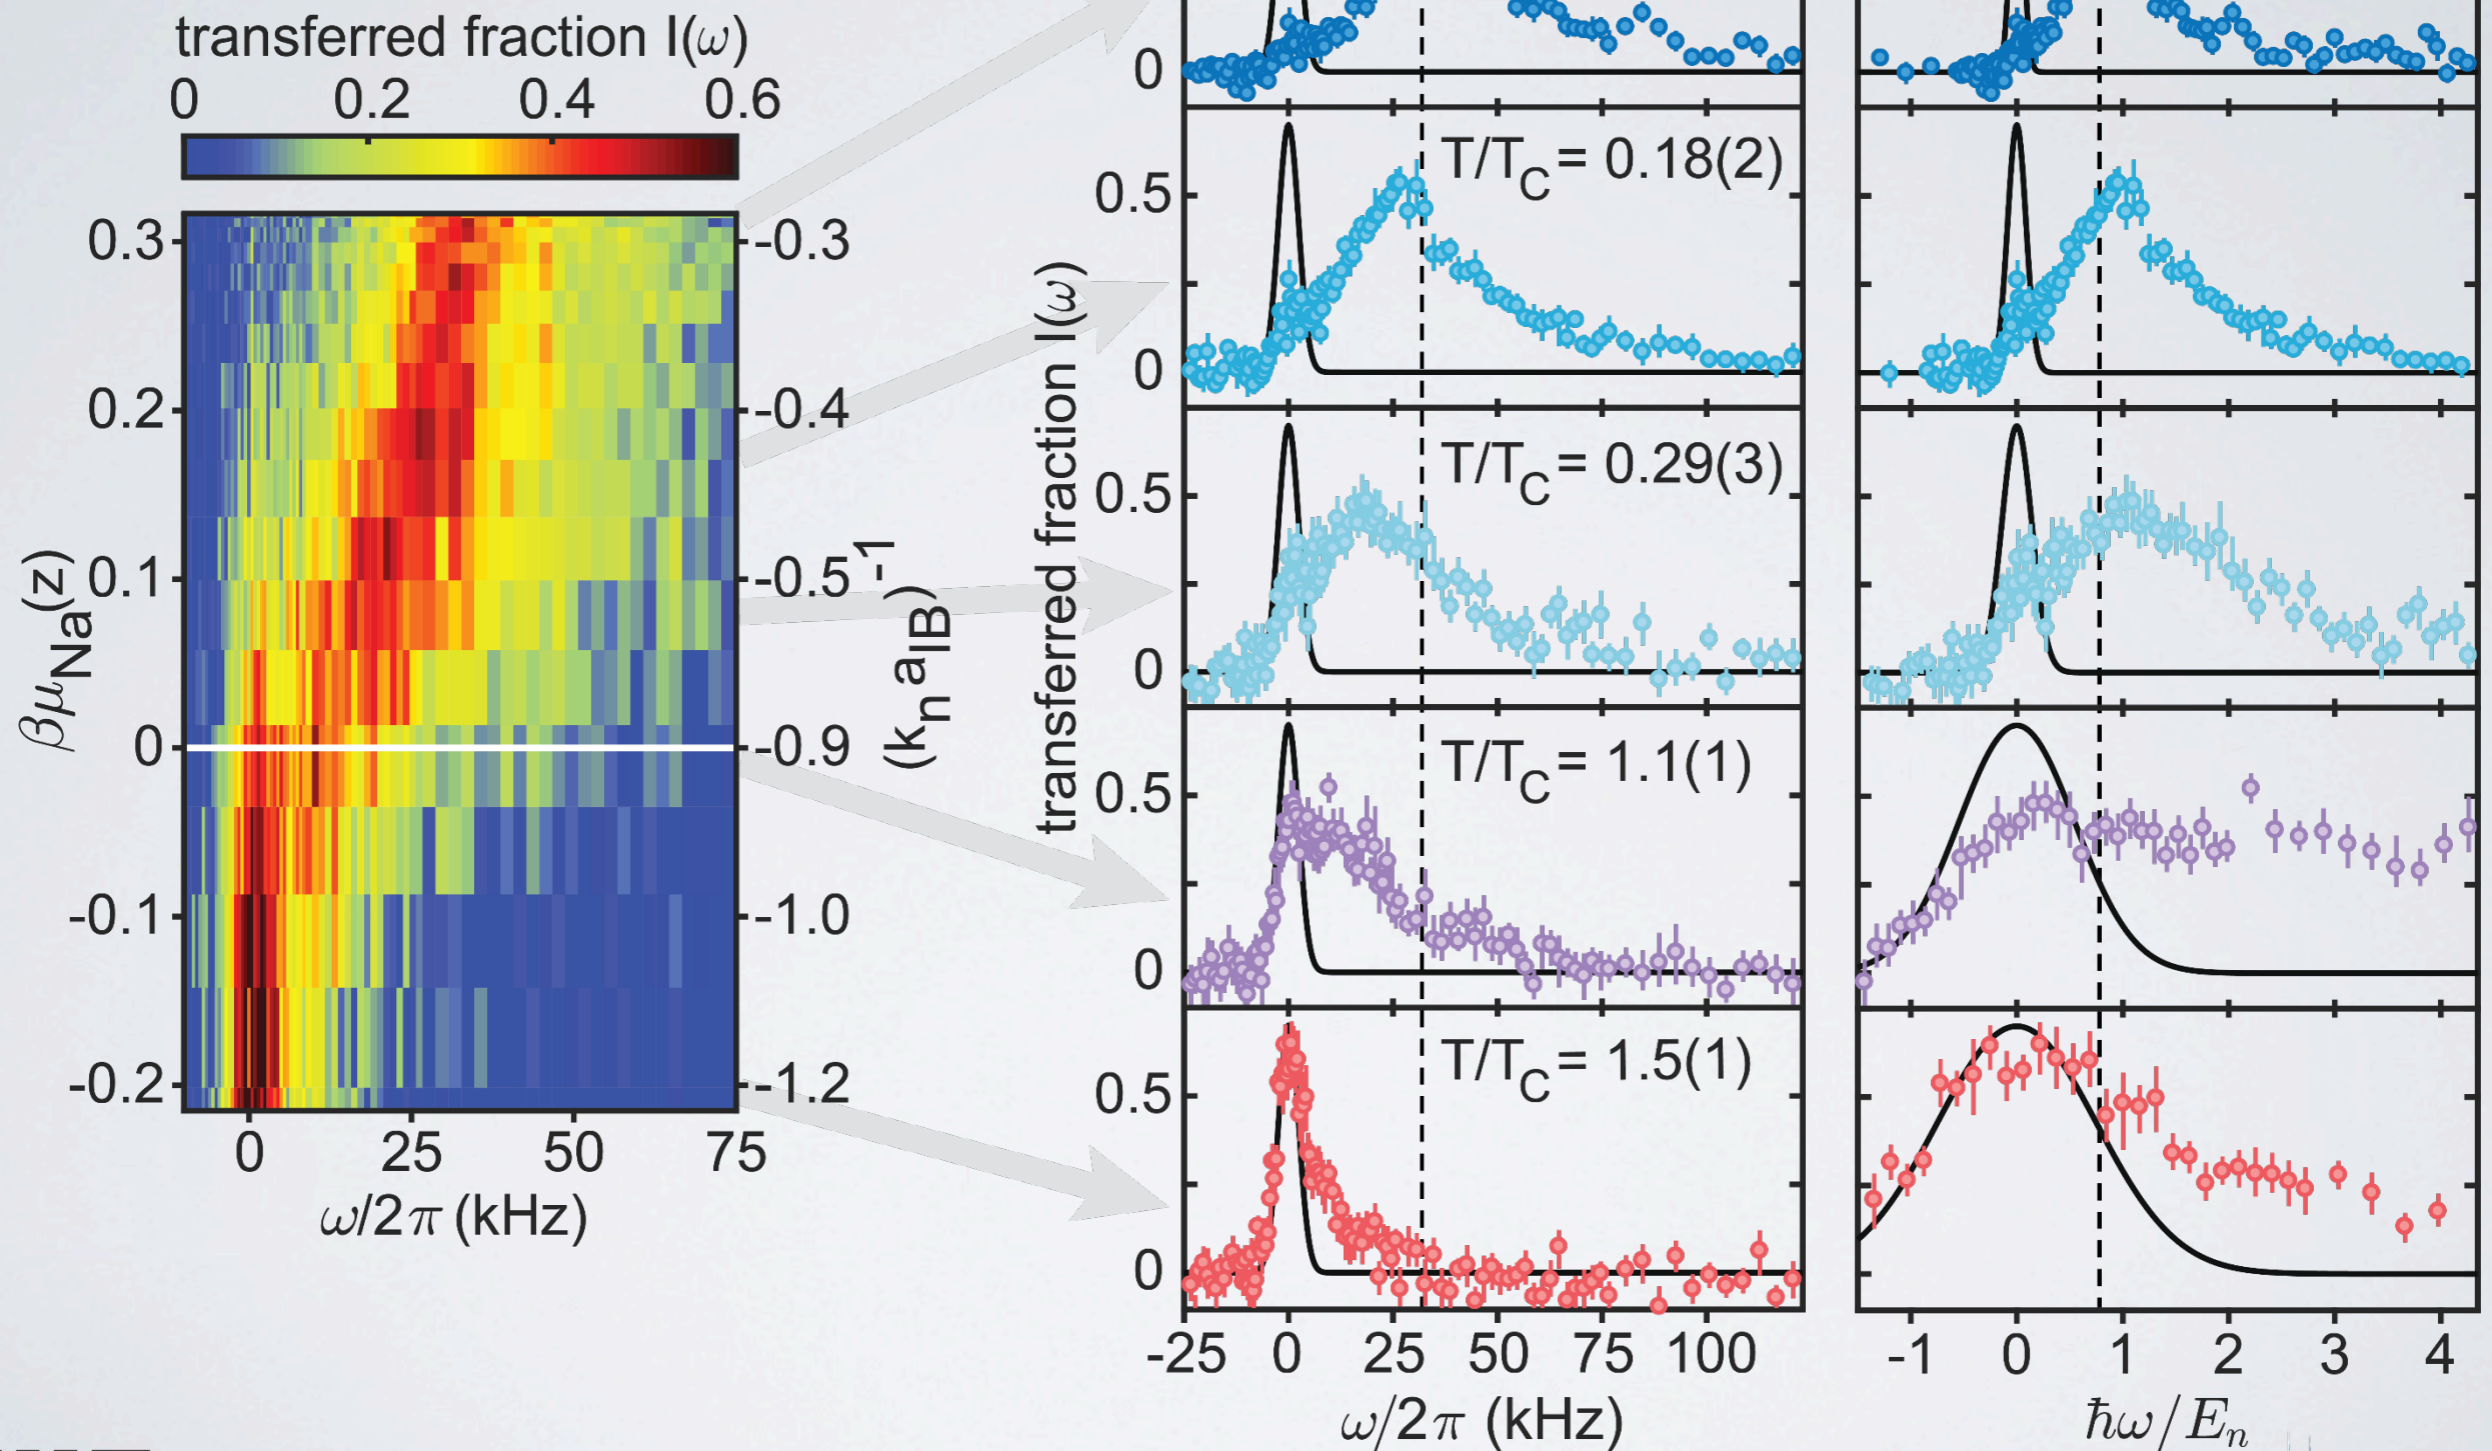 transferred fraction I(ω)
0 0.2 0.4 0.6
0.3
0.2
0.1
0
-0.1
-0.2
βμNa(z)
-0.3
-0.4
-0.5
-0.9
-1.0
-1.2
(kn aIB)-1
0 25 50 75
ω/2π (kHz)
transferred fraction I(ω)
0
T/TC = 0.18(2)
0.5
0
T/TC = 0.29(3)
0.5
0
T/TC = 1.1(1)
0.5
0
T/TC = 1.5(1)
0.5
0
-25 0 25 50 75 100
ω/2π (kHz)
-1 0 1 2 3 4
ħω/En